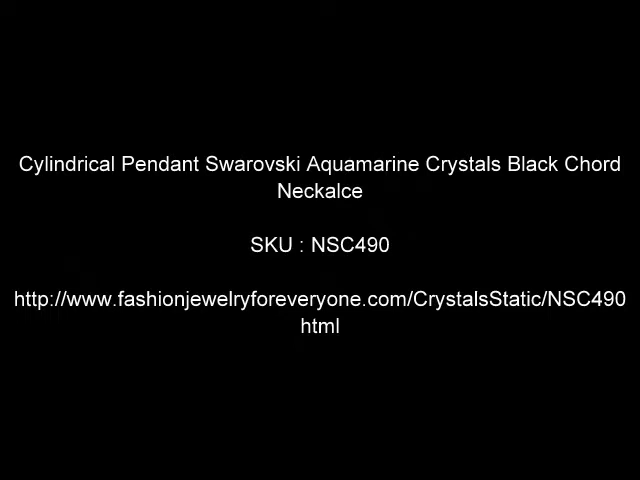 Cylindrical Pendant Swarovski Aquamarine Crystals Black Chord
Neckalce
SKU : NSC490
http://www.fashionjewelryforeveryone.com/CrystalsStatic/NSC490
html